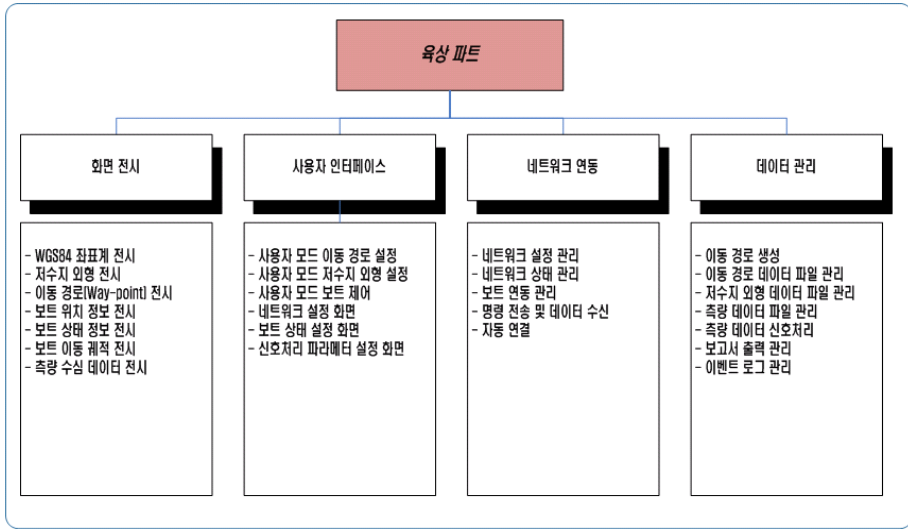 육상 파트
화면 전시
- WGS84 좌표계 전시
- 저수지 외형 전시
- 이동 경로(Way-point) 전시
- 보트 위치 정보 전시
- 보트 상태 정보 전시
- 보트 이동 궤적 전시
- 측량 수심 데이터 전시
사용자 인터페이스
- 사용자 모드 이동 경로 설정
- 사용자 모드 저수지 외형 설정
- 사용자 모드 보트 제어
- 네트워크 설정 화면
- 보트 상태 설정 화면
- 신호처리 파라메터 설정 화면
네트워크 연동
- 네트워크 설정 관리
- 네트워크 상태 관리
- 보트 연동 관리
- 명령 전송 및 데이터 수신
- 자동 연결
데이터 관리
- 이동 경로 생성
- 이동 경로 데이터 파일 관리
- 저수지 외형 데이터 파일 관리
- 측량 데이터 파일 관리
- 측량 데이터 신호처리
- 보고서 출력 관리
- 이벤트 로그 관리